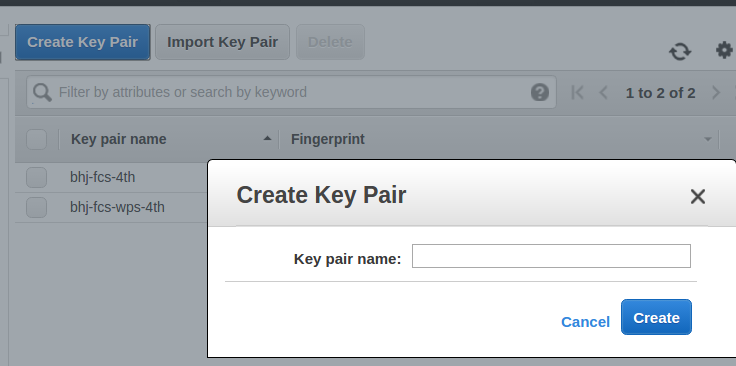 Create Key Pair Import Key Pair Delete
Filter by attributes or search by keyword ? 1 to 2 of 2
Key pair name Fingerprint
bhj-fcs-4th
bhj-fcs-wps-4th
Create Key Pair
Key pair name:
Cancel Create